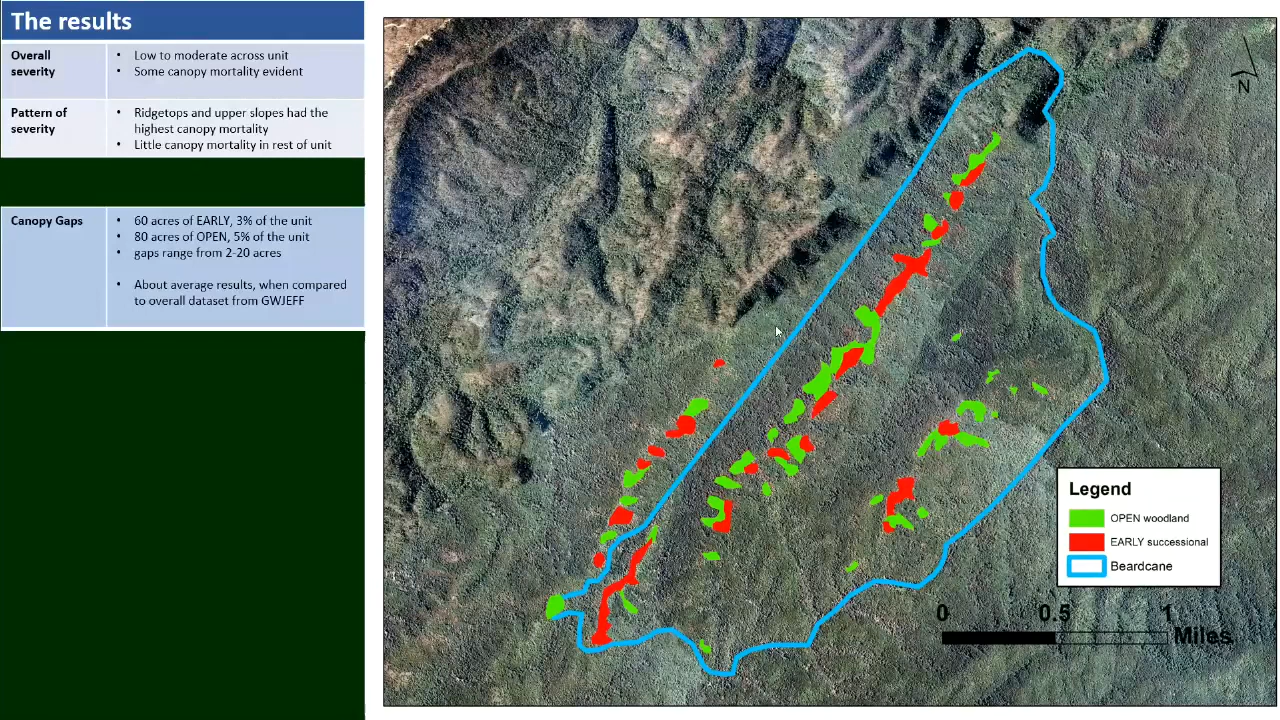 The results
Overall
severity
• Low to moderate across unit
• Some canopy mortality evident
Pattern of
severity
• Ridgetops and upper slopes had the
highest canopy mortality
• Little canopy mortality in rest of unit
Canopy Gaps
• 60 acres of EARLY, 3% of the unit
• 80 acres of OPEN, 5% of the unit
• gaps range from 2-20 acres
• About average results, when compared
to overall dataset from GWJEFF
N
Legend
OPEN woodland
EARLY successional
Beardcane
0 0.5 1
Miles